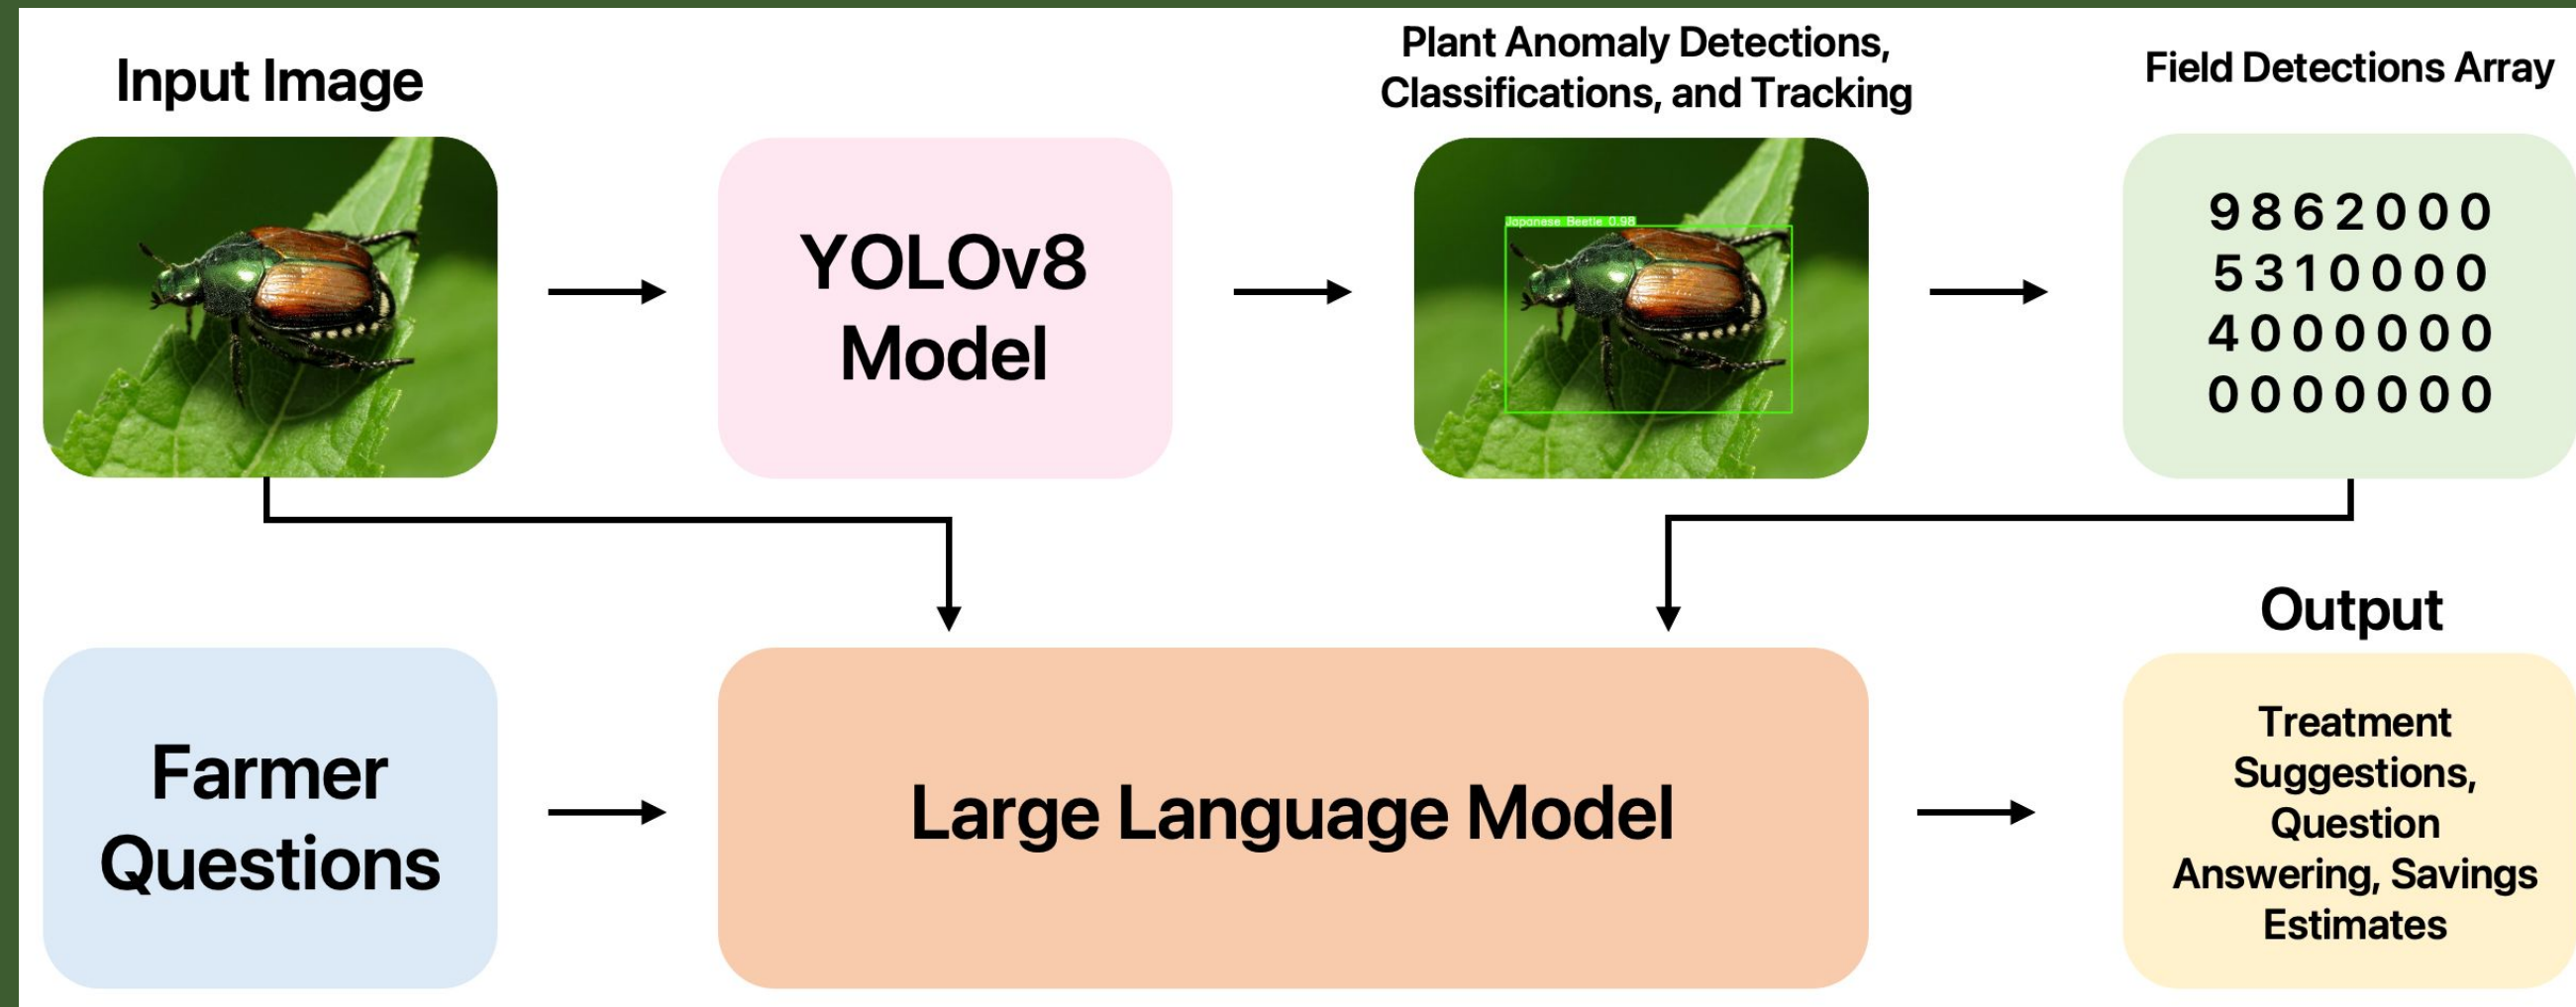 Input Image
Plant Anomaly Detections,
Classifications, and Tracking
Field Detections Array
YOLOv8
Model
Japanese Beetle 0.98
9 8 6 2 0 0 0
5 3 1 0 0 0 0
4 0 0 0 0 0 0
0 0 0 0 0 0 0
Farmer
Questions
Large Language Model
Output
Treatment
Suggestions,
Question
Answering, Savings
Estimates